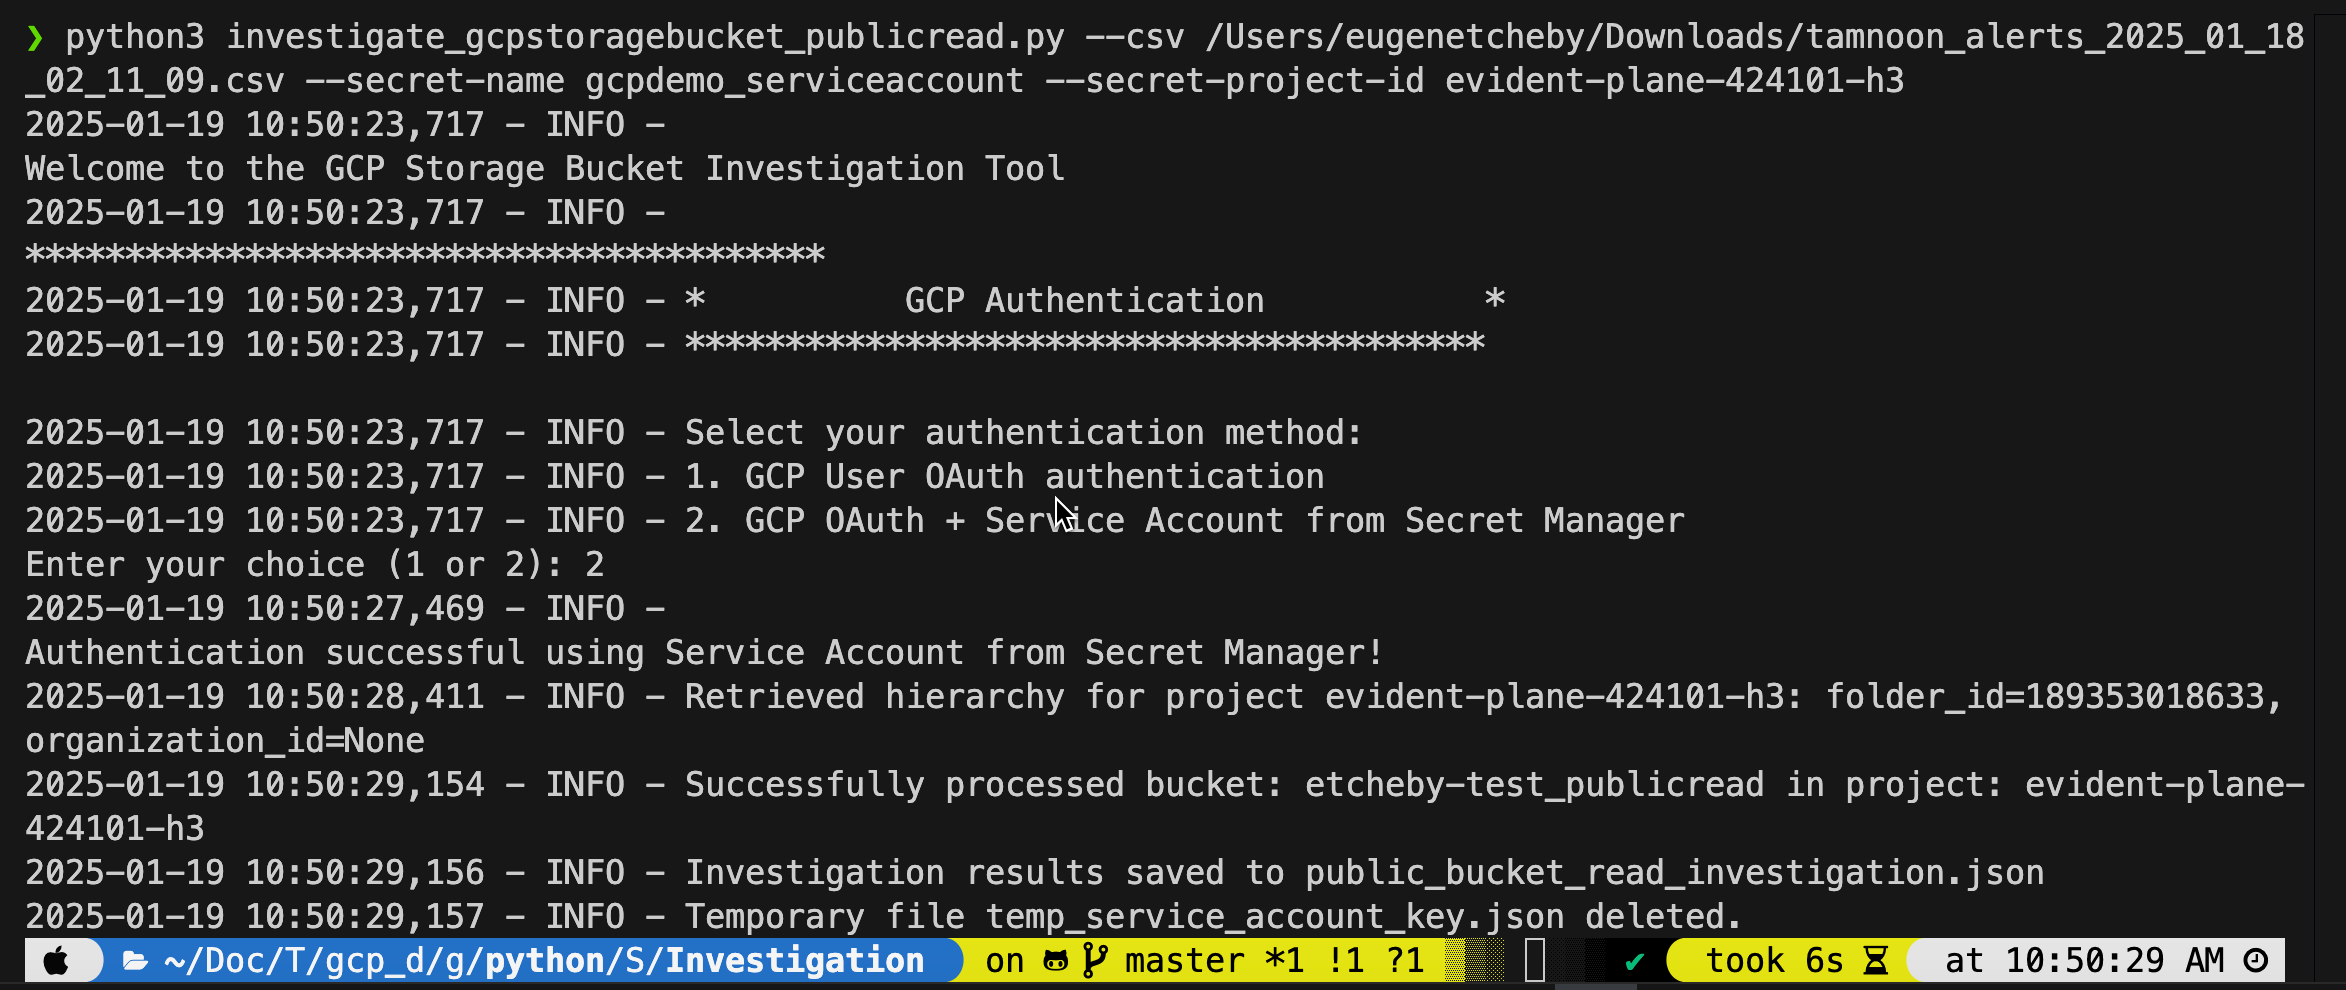 ❯ python3 investigate_gcpstoragebucket_publicread.py --csv /Users/eugenetcheby/Downloads/tamnoon_alerts_2025_01_18
_02_11_09.csv --secret-name gcpdemo_serviceaccount --secret-project-id evident-plane-424101-h3
2025-01-19 10:50:23,717 - INFO -
Welcome to the GCP Storage Bucket Investigation Tool
2025-01-19 10:50:23,717 - INFO -
****************************************
2025-01-19 10:50:23,717 - INFO - *          GCP Authentication           *
2025-01-19 10:50:23,717 - INFO - ****************************************

2025-01-19 10:50:23,717 - INFO - Select your authentication method:
2025-01-19 10:50:23,717 - INFO - 1. GCP User OAuth authentication
2025-01-19 10:50:23,717 - INFO - 2. GCP OAuth + Service Account from Secret Manager
Enter your choice (1 or 2): 2
2025-01-19 10:50:27,469 - INFO -
Authentication successful using Service Account from Secret Manager!
2025-01-19 10:50:28,411 - INFO - Retrieved hierarchy for project evident-plane-424101-h3: folder_id=189353018633,
organization_id=None
2025-01-19 10:50:29,154 - INFO - Successfully processed bucket: etcheby-test_publicread in project: evident-plane-
424101-h3
2025-01-19 10:50:29,156 - INFO - Investigation results saved to public_bucket_read_investigation.json
2025-01-19 10:50:29,157 - INFO - Temporary file temp_service_account_key.json deleted.
~/Doc/T/gcp_d/g/python/S/Investigation on master *1 !1 ?1 ✔ took 6s at 10:50:29 AM